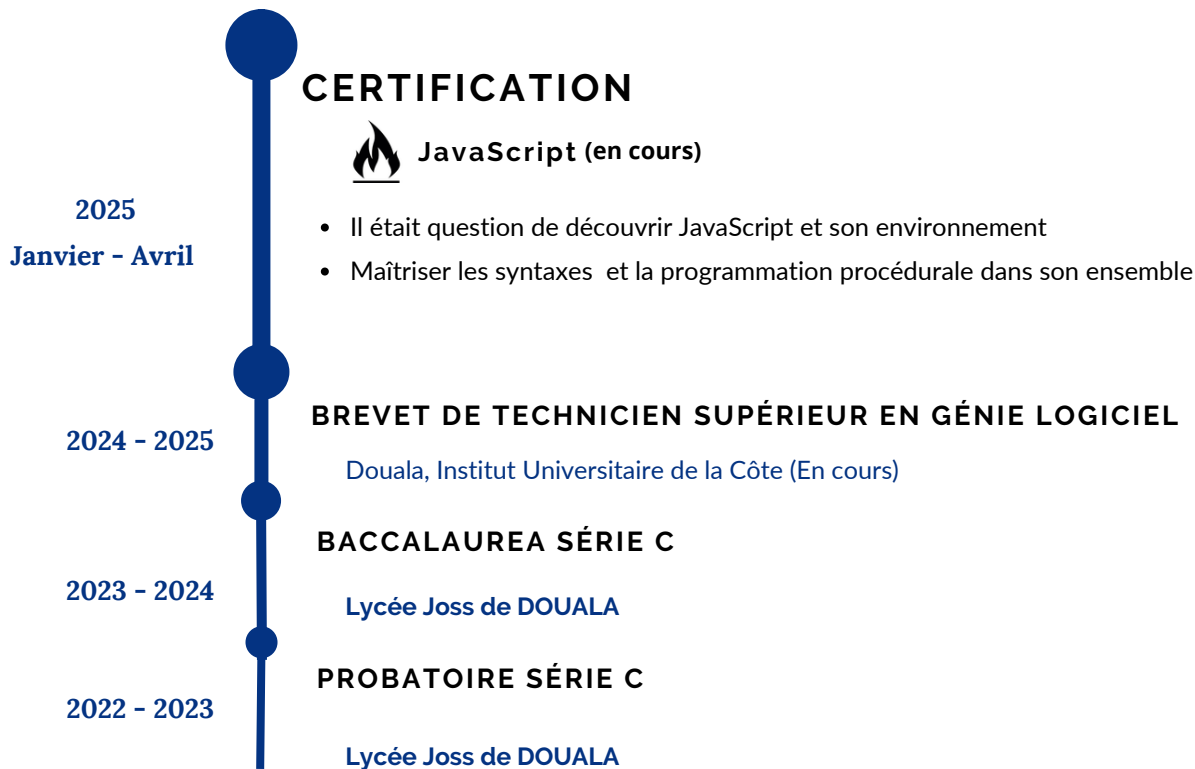 CERTIFICATION
JavaScript (en cours)
2025
Janvier - Avril
• Il était question de découvrir JavaScript et son environnement
• Maîtriser les syntaxes et la programmation procédurale dans son ensemble
BREVET DE TECHNICIEN SUPÉRIEUR EN GÉNIE LOGICIEL
2024 - 2025
Douala, Institut Universitaire de la Côte (En cours)
BACCALAUREA SÉRIE C
2023 - 2024
Lycée Joss de DOUALA
PROBATOIRE SÉRIE C
2022 - 2023
Lycée Joss de DOUALA